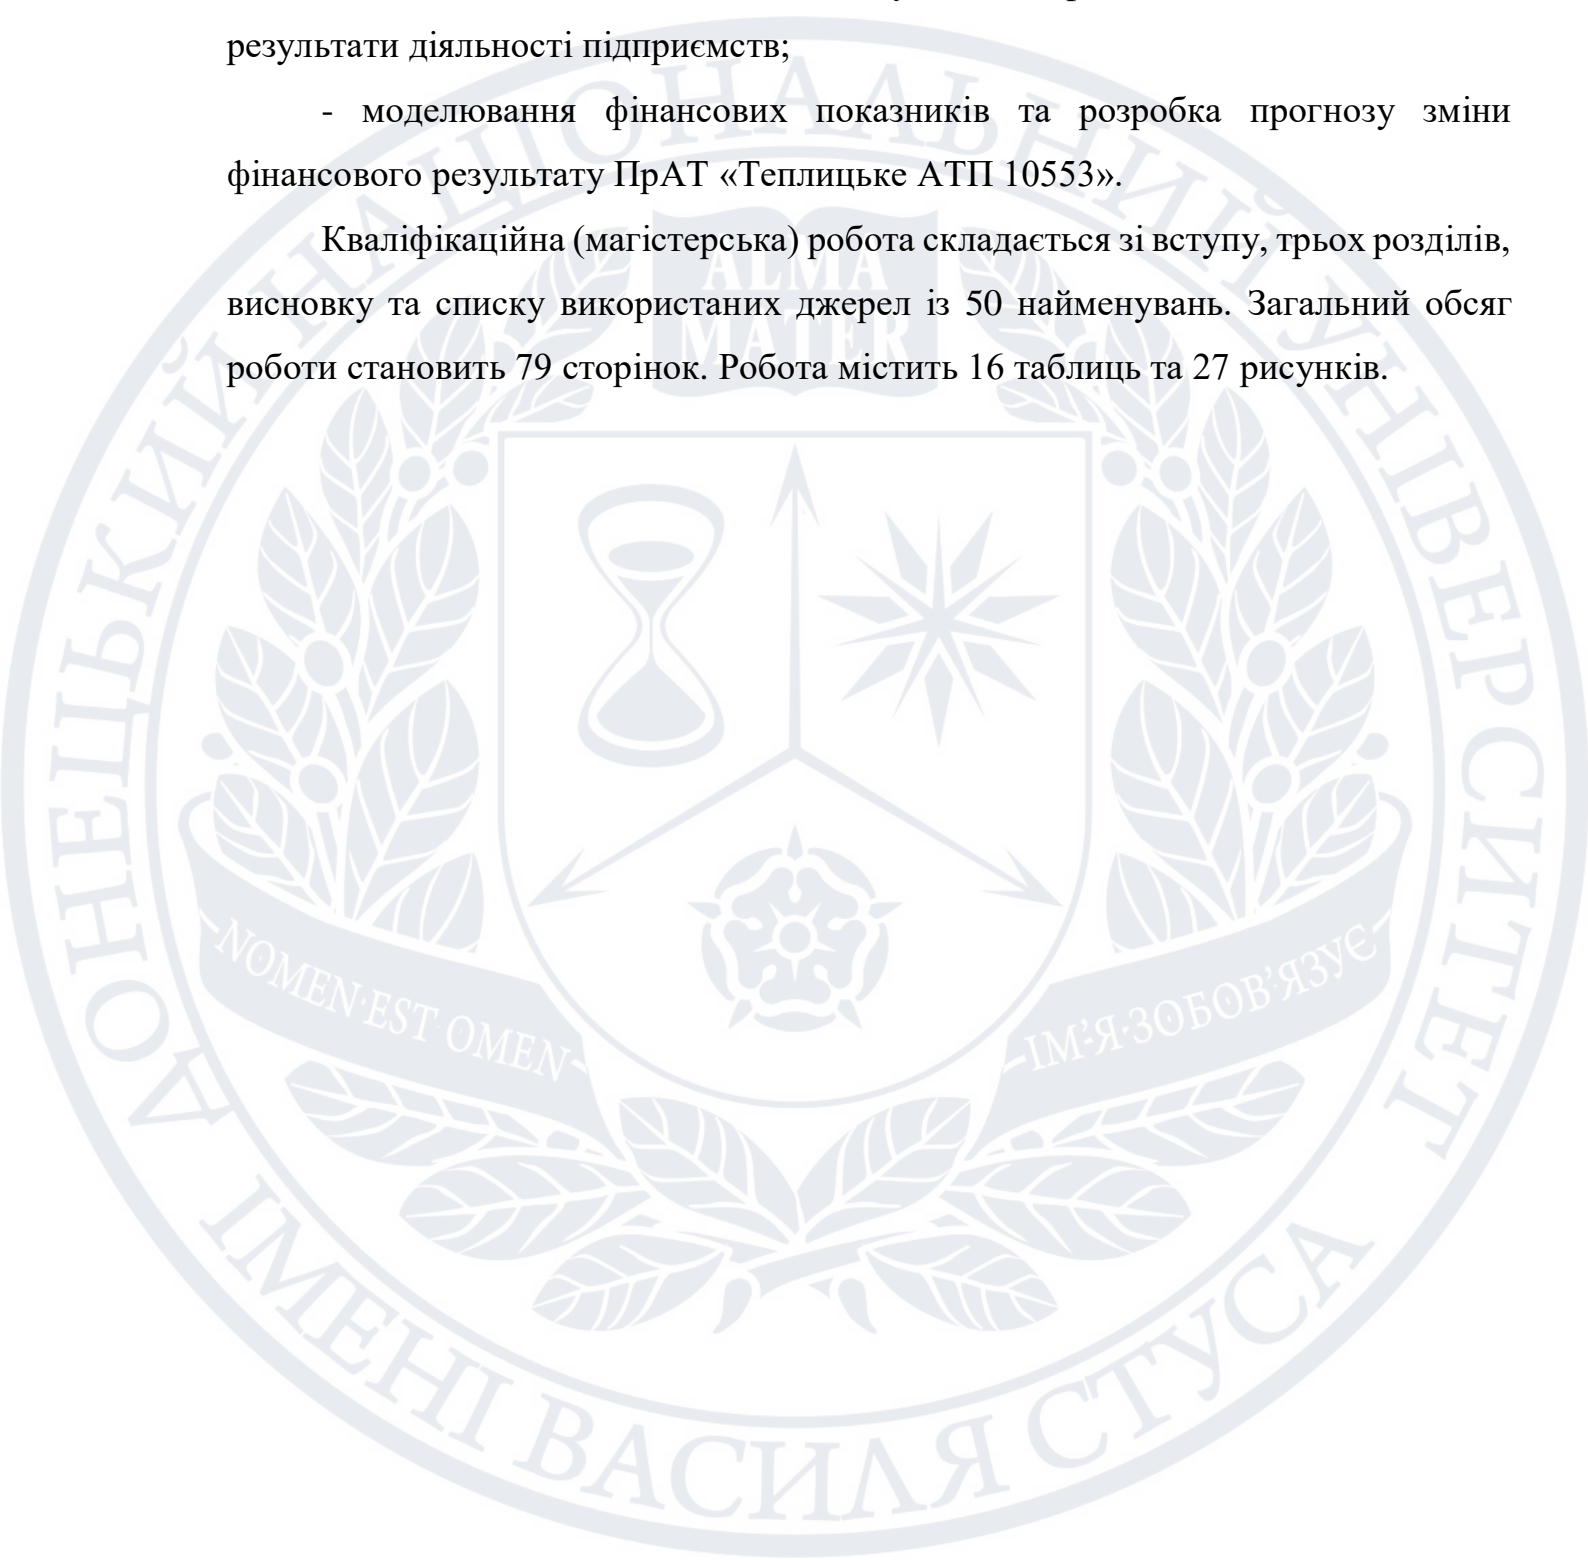 результати діяльності підприємств;
- моделювання фінансових показників та розробка прогнозу зміни
фінансового результату ПрАТ «Теплицьке АТП 10553».
Кваліфікаційна (магістерська) робота складається зі вступу, трьох розділів,
висновку та списку використаних джерел із 50 найменувань. Загальний обсяг
роботи становить 79 сторінок. Робота містить 16 таблиць та 27 рисунків.
ДОНЕЦЬКИЙ НАЦІОНАЛЬНИЙ УНІВЕРСИТЕТ
ALMA
MATER
NOMEN·EST·OMEN
ІМ'Я·ЗОБОВ'ЯЗУЄ
ІМЕНІ ВАСИЛЯ СТУСА